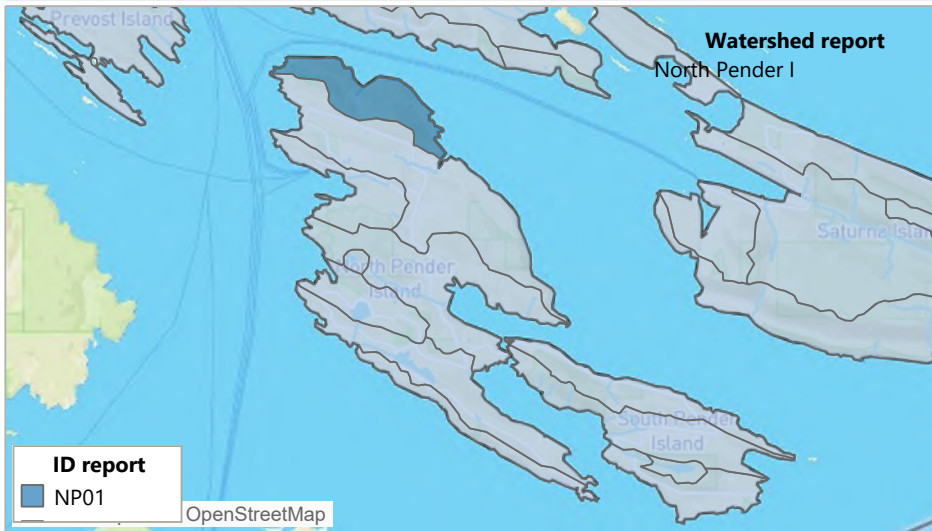 Prevost Island
Watershed report
North Pender I
Saturna Islan
North Pender
Island
South Pender
Island
ID report
NP01
OpenStreetMap